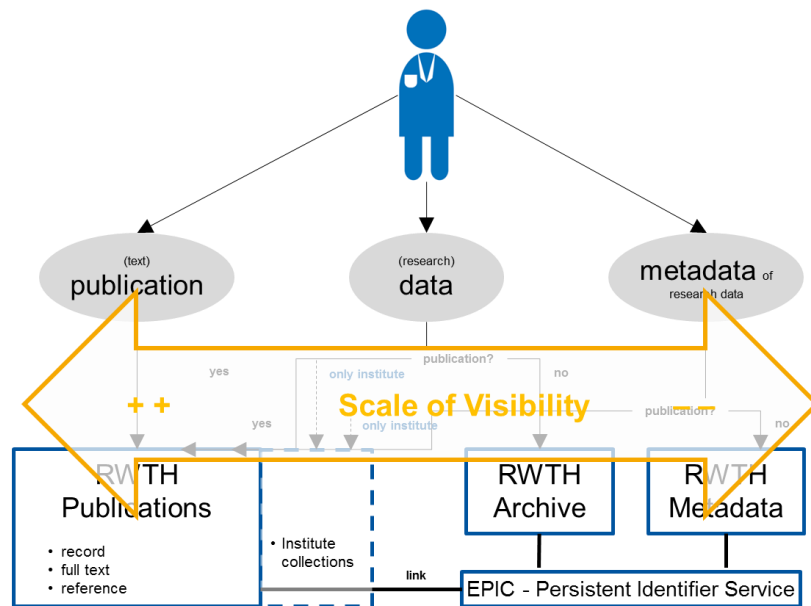 (text)
publication
(research)
data
metadata of
research data
publication?
yes
no
only institute
+ +
Scale of Visibility
– –
publication?
yes
only institute
no
RWTH
Publications
RWTH
Archive
RWTH
Metadata
• record
• full text
• reference
• Institute
collections
link
EPIC - Persistent Identifier Service